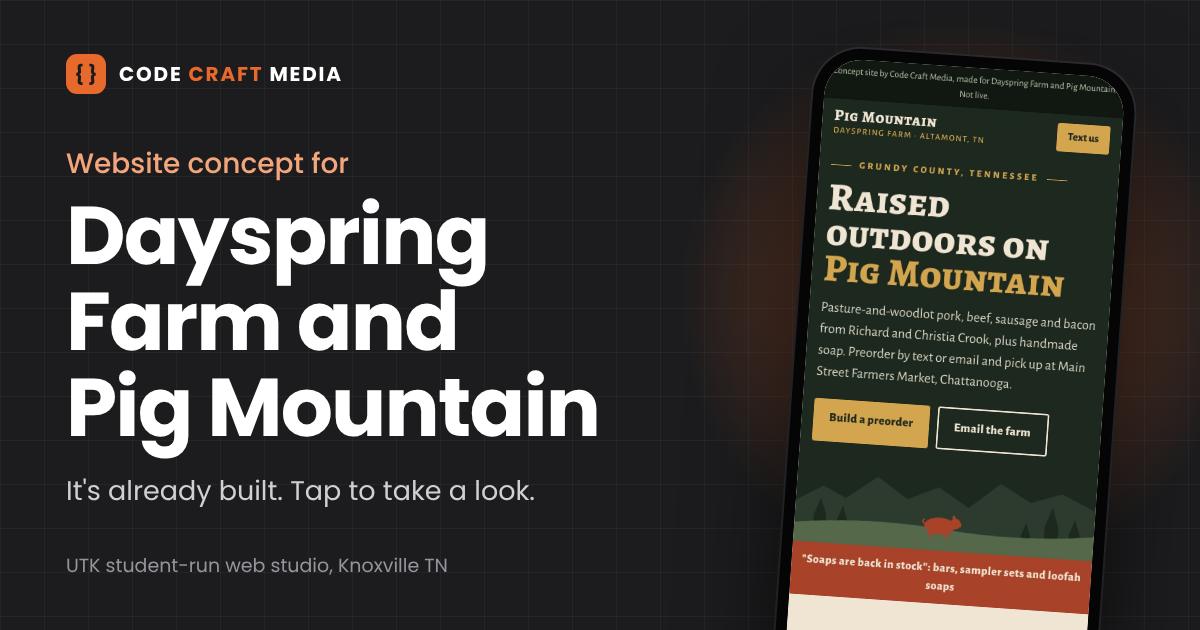 { } CODE CRAFT MEDIA
Website concept for
Dayspring
Farm and
Pig Mountain
It's already built. Tap to take a look.
UTK student-run web studio, Knoxville TN
concept site by Code Craft Media, made for Dayspring Farm and Pig Mountain.
Not live.
Pig Mountain
DAYSPRING FARM · ALTAMONT, TN
Text us
GRUNDY COUNTY, TENNESSEE
Raised
outdoors on
Pig Mountain
Pasture-and-woodlot pork, beef, sausage and bacon
from Richard and Christia Crook, plus handmade
soap. Preorder by text or email and pick up at Main
Street Farmers Market, Chattanooga.
Build a preorder
Email the farm
"Soaps are back in stock": bars, sampler sets and loofah
soaps